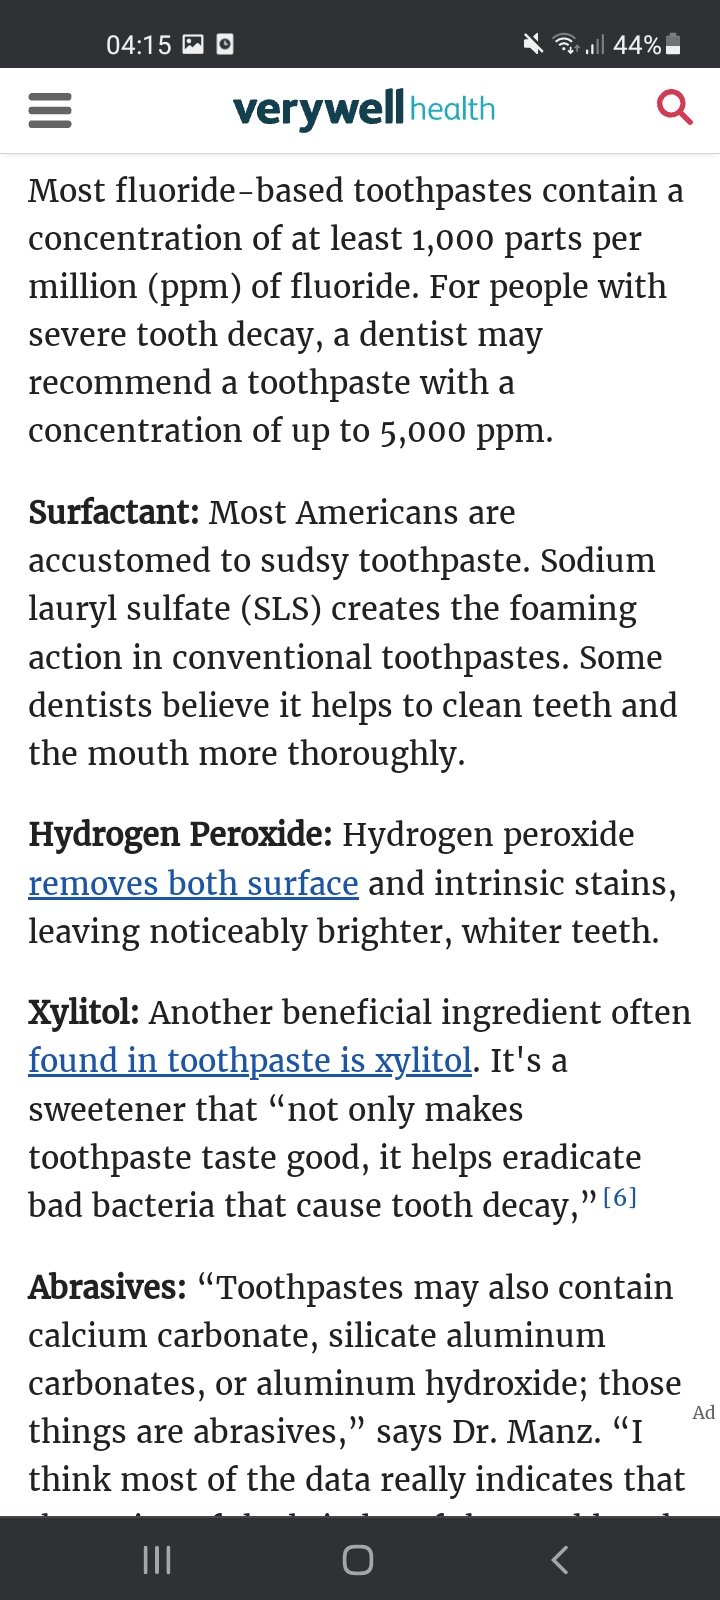 04:15 44%
verywell health
Most fluoride-based toothpastes contain a
concentration of at least 1,000 parts per
million (ppm) of fluoride. For people with
severe tooth decay, a dentist may
recommend a toothpaste with a
concentration of up to 5,000 ppm.
Surfactant: Most Americans are
accustomed to sudsy toothpaste. Sodium
lauryl sulfate (SLS) creates the foaming
action in conventional toothpastes. Some
dentists believe it helps to clean teeth and
the mouth more thoroughly.
Hydrogen Peroxide: Hydrogen peroxide
removes both surface and intrinsic stains,
leaving noticeably brighter, whiter teeth.
Xylitol: Another beneficial ingredient often
found in toothpaste is xylitol. It's a
sweetener that “not only makes
toothpaste taste good, it helps eradicate
bad bacteria that cause tooth decay,” [6]
Abrasives: “Toothpastes may also contain
calcium carbonate, silicate aluminum
carbonates, or aluminum hydroxide; those
Ad
things are abrasives,” says Dr. Manz. “I
think most of the data really indicates that